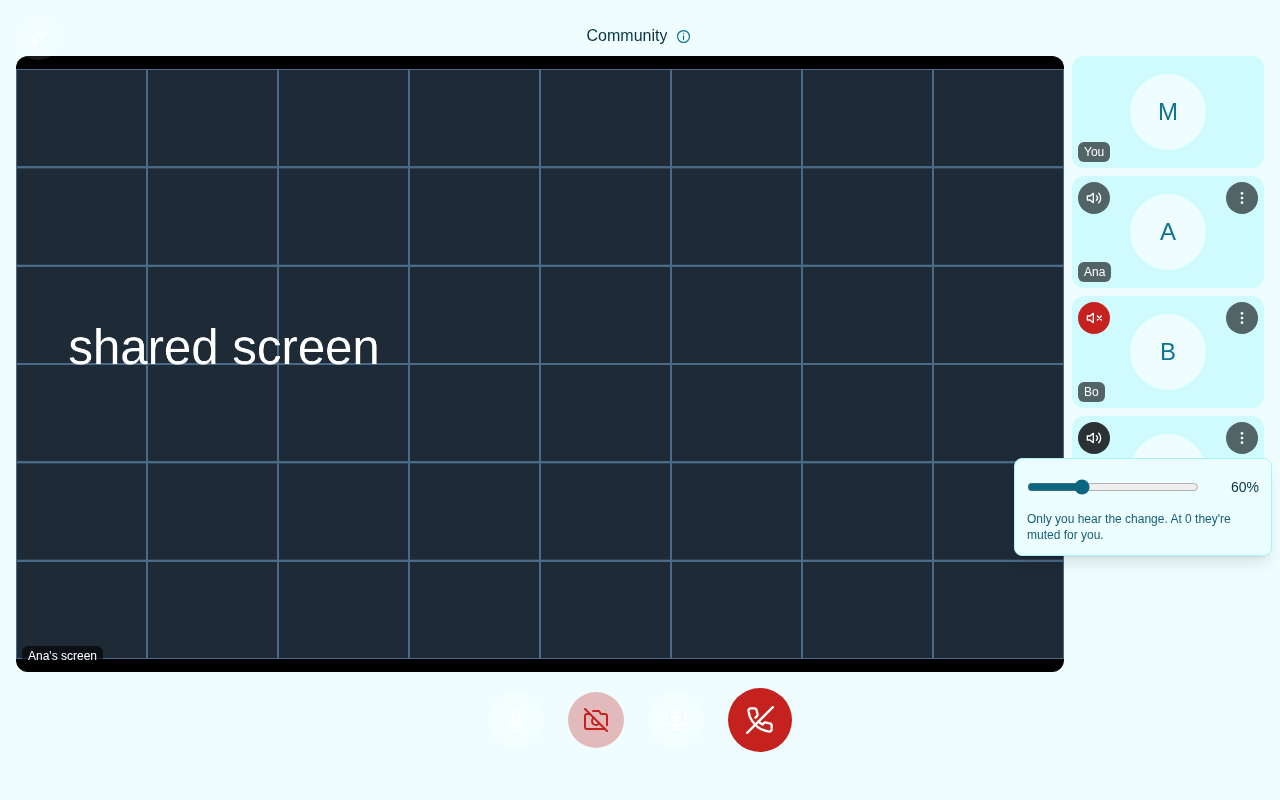 Community
M
You
A
Ana
B
Bo
shared screen
60%
Only you hear the change. At 0 they're
muted for you.
Ana's screen